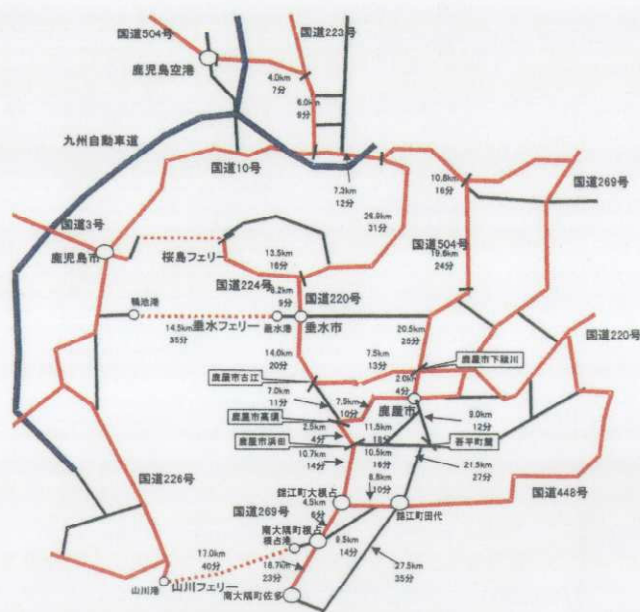 国道504号
国道223号
鹿児島空港
4.0km
7分
6.0km
9分
九州自動車道
国道10号
7.3km
12分
10.8km
16分
国道269号
国道3号
鹿児島市
26.9km
31分
国道504号
19.6km
24分
桜島フェリー
13.5km
16分
国道224号
8.2km
9分
国道220号
鴨池港
垂水フェリー
垂水港
垂水市
14.5km
35分
20.5km
25分
国道220号
14.0km
20分
7.5km
13分
鹿屋市下祓川
鹿屋市古江
2.0km
4分
7.0km
11分
7.5km
10分
鹿屋市
鹿屋市高須
2.5km
4分
11.5km
9.0km
12分
鹿屋市浜田
吾平町麓
10.7km
14分
10.5km
16分
21.5km
27分
10分
国道226号
錦江町大根占
国道448号
4.5km
6分
錦江町田代
国道269号
南大隅町根占
根占港
9.5km
14分
17.0km
40分
27.5km
35分
23分
山川港
山川フェリー
南大隅町佐多